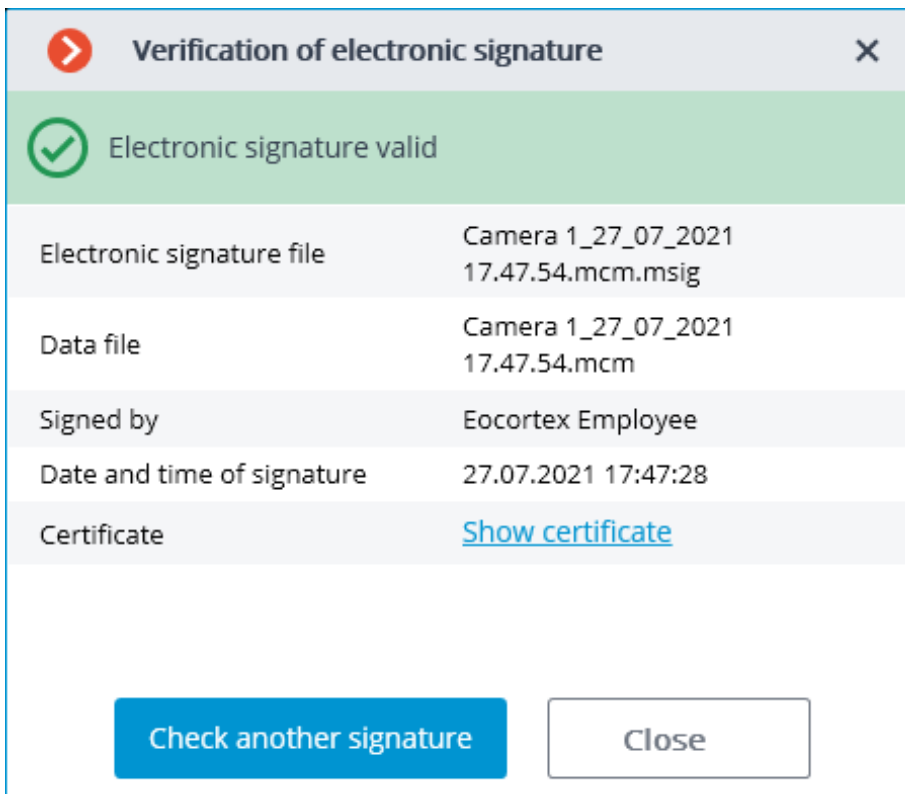 Verification of electronic signature
Electronic signature valid
Electronic signature file
Camera 1_27_07_2021
17.47.54.mcm.msig
Data file
Camera 1_27_07_2021
17.47.54.mcm
Signed by
Eocortex Employee
Date and time of signature
27.07.2021 17:47:28
Certificate
Show certificate
Check another signature
Close